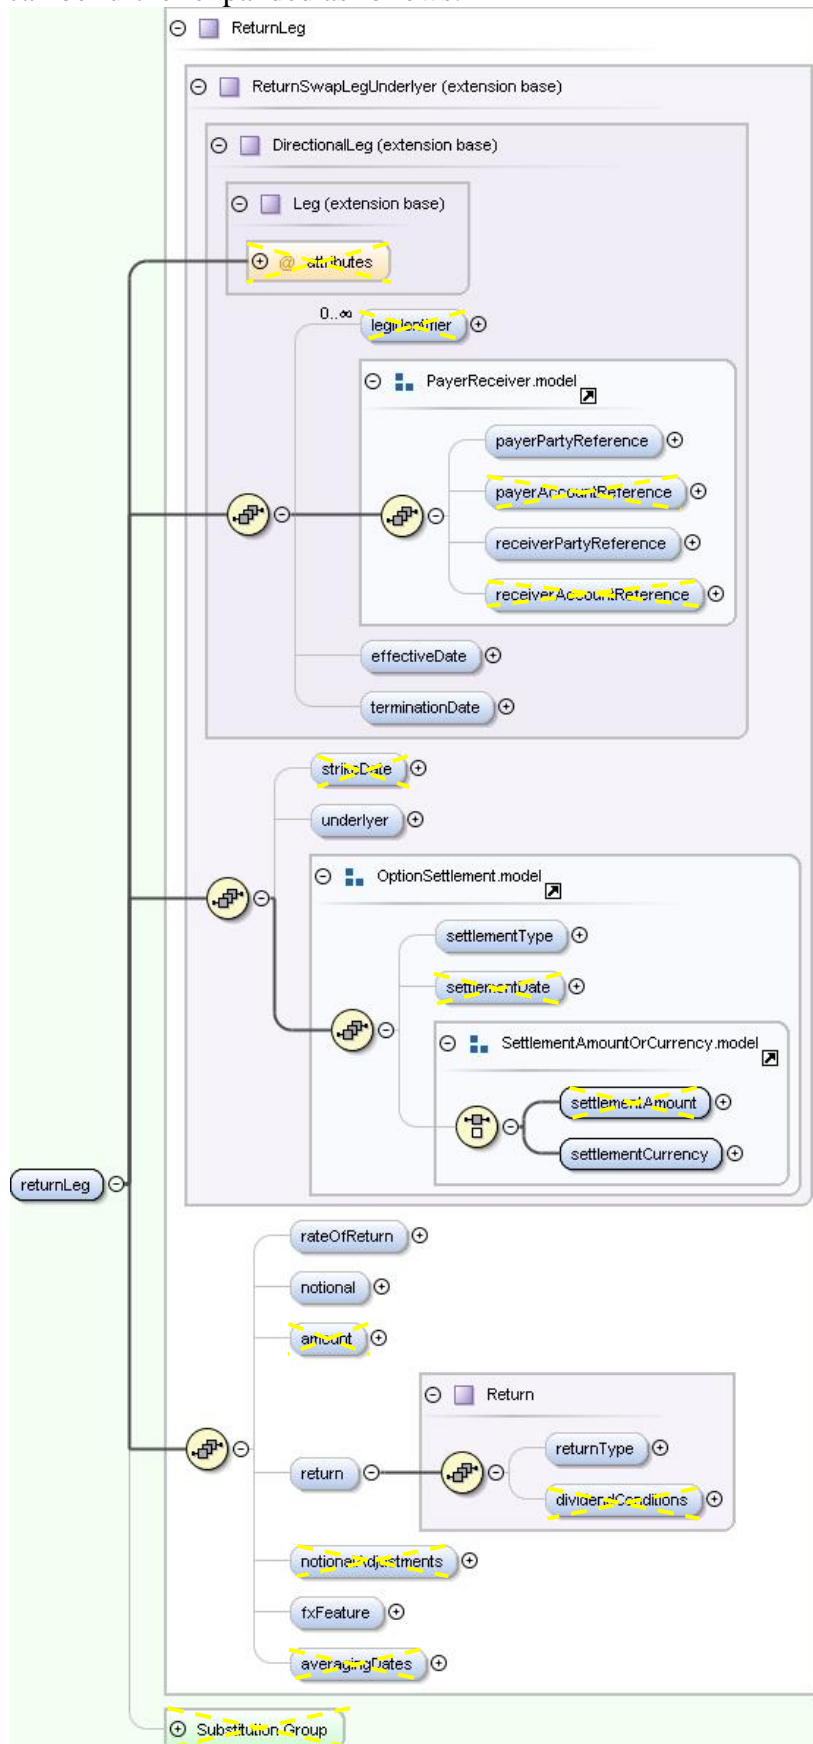 ReturnLeg
ReturnSwapLegUnderlyer (extension base)
DirectionalLeg (extension base)
Leg (extension base)
@ attributes
0..∞
legIdentifier
PayerReceiver.model
payerPartyReference
payerAccountReference
receiverPartyReference
receiverAccountReference
effectiveDate
terminationDate
strikeDate
underlyer
OptionSettlement.model
settlementType
settlementDate
SettlementAmountOrCurrency.model
settlementAmount
settlementCurrency
returnLeg
rateOfReturn
notional
amount
Return
returnType
return
dividendConditions
notionalAdjustments
fxFeature
averagingDates
Substitution Group